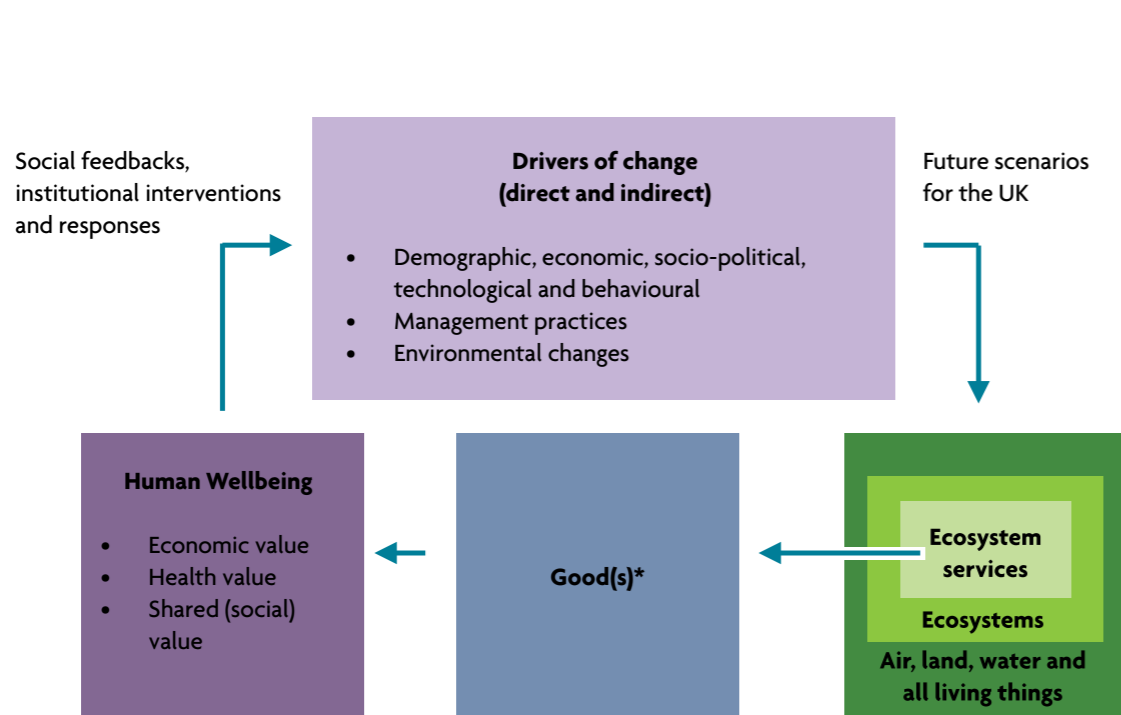 Social feedbacks,
institutional interventions
and responses
Drivers of change
(direct and indirect)
• Demographic, economic, socio-political,
technological and behavioural
• Management practices
• Environmental changes
Future scenarios
for the UK
Human Wellbeing
• Economic value
• Health value
• Shared (social)
value
Good(s)*
Ecosystem
services
Ecosystems
Air, land, water and
all living things